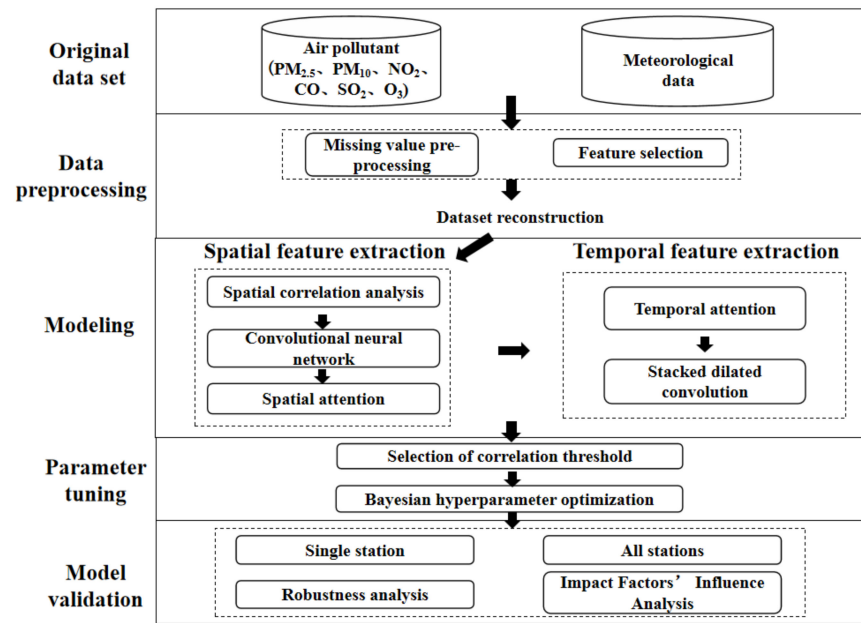 Original
data set
Air pollutant
(PM2.5、PM10、NO2、
CO、SO2、O3)
Meteorological
data
Data
preprocessing
Missing value pre-
processing
Feature selection
Dataset reconstruction
Modeling
Spatial feature extraction
Spatial correlation analysis
Convolutional neural
network
Spatial attention
Temporal feature extraction
Temporal attention
Stacked dilated
convolution
Parameter
tuning
Selection of correlation threshold
Bayesian hyperparameter optimization
Model
validation
Single station
All stations
Robustness analysis
Impact Factors’ Influence
Analysis